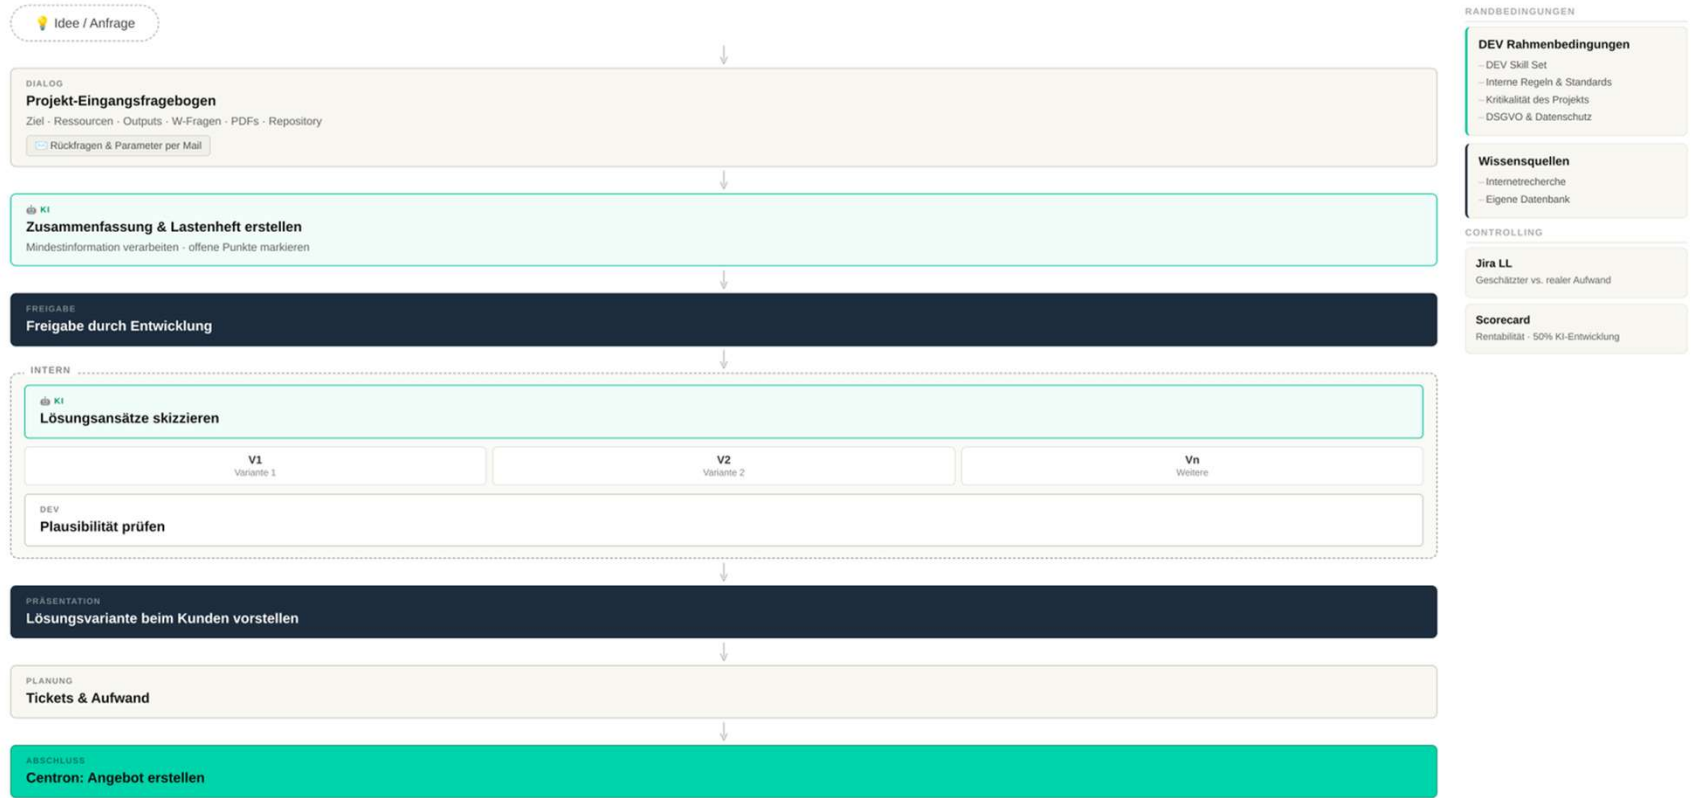 💡 Idee / Anfrage
DIALOG
Projekt-Eingangsfragebogen
Ziel · Ressourcen · Outputs · W-Fragen · PDFs · Repository
✉️ Rückfragen & Parameter per Mail
🤖 KI
Zusammenfassung & Lastenheft erstellen
Mindestinformation verarbeiten · offene Punkte markieren
FREIGABE
Freigabe durch Entwicklung
INTERN
🤖 KI
Lösungsansätze skizzieren
V1
Variante 1
V2
Variante 2
Vn
Weitere
DEV
Plausibilität prüfen
PRÄSENTATION
Lösungsvariante beim Kunden vorstellen
PLANUNG
Tickets & Aufwand
ABSCHLUSS
Centron: Angebot erstellen
RANDBEDINGUNGEN
DEV Rahmenbedingungen
– DEV Skill Set
– Interne Regeln & Standards
– Kritikalität des Projekts
– DSGVO & Datenschutz
Wissensquellen
– Internetrecherche
– Eigene Datenbank
CONTROLLING
Jira LL
Geschätzter vs. realer Aufwand
Scorecard
Rentabilität · 50% KI-Entwicklung